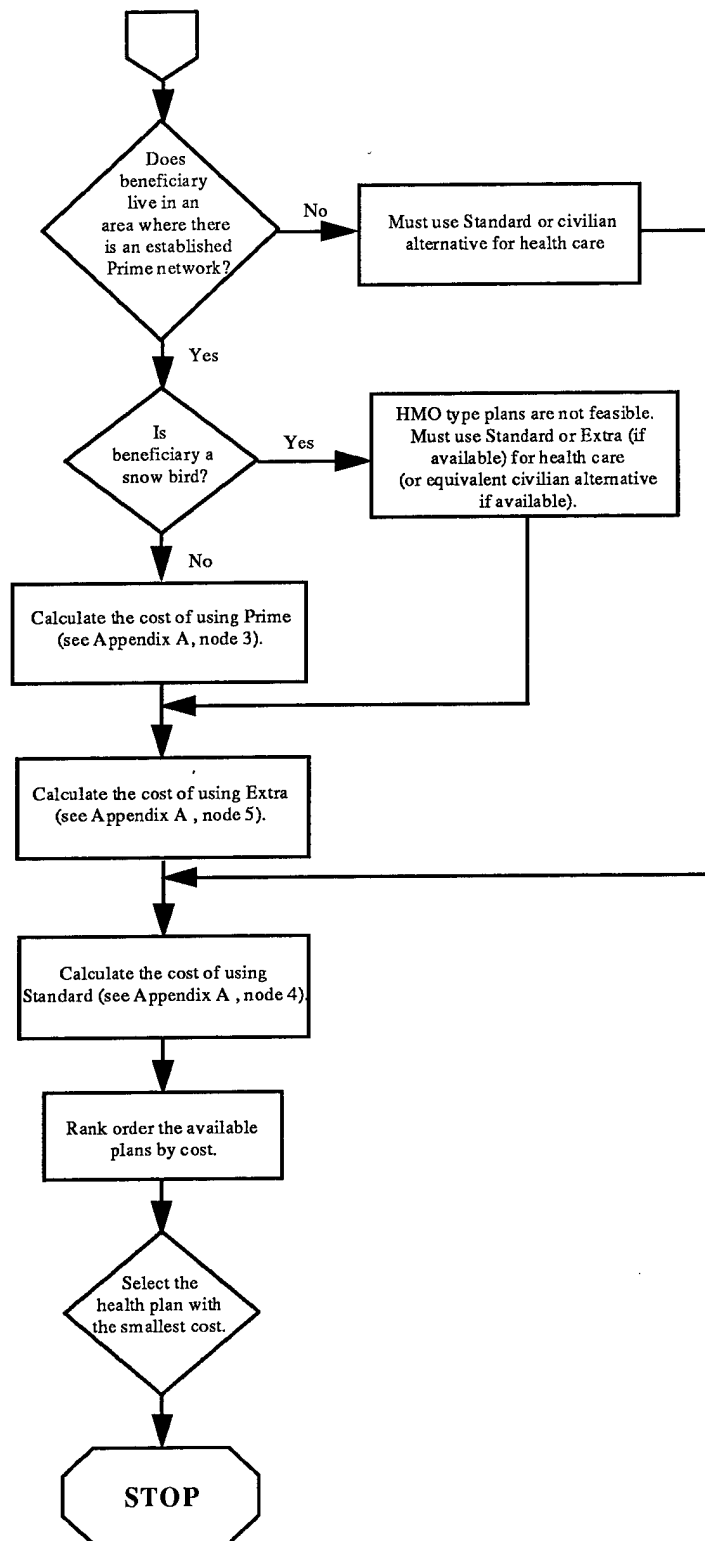 Does
beneficiary
live in an
area where there
is an established
Prime network?
No
Must use Standard or civilian
alternative for health care
Yes
Is
beneficiary a
snow bird?
Yes
HMO type plans are not feasible.
Must use Standard or Extra (if
available) for health care
(or equivalent civilian alternative
if available).
No
Calculate the cost of using Prime
(see Appendix A, node 3).
Calculate the cost of using Extra
(see Appendix A , node 5).
Calculate the cost of using
Standard (see Appendix A , node 4).
Rank order the available
plans by cost.
Select the
health plan with
the smallest cost.
STOP